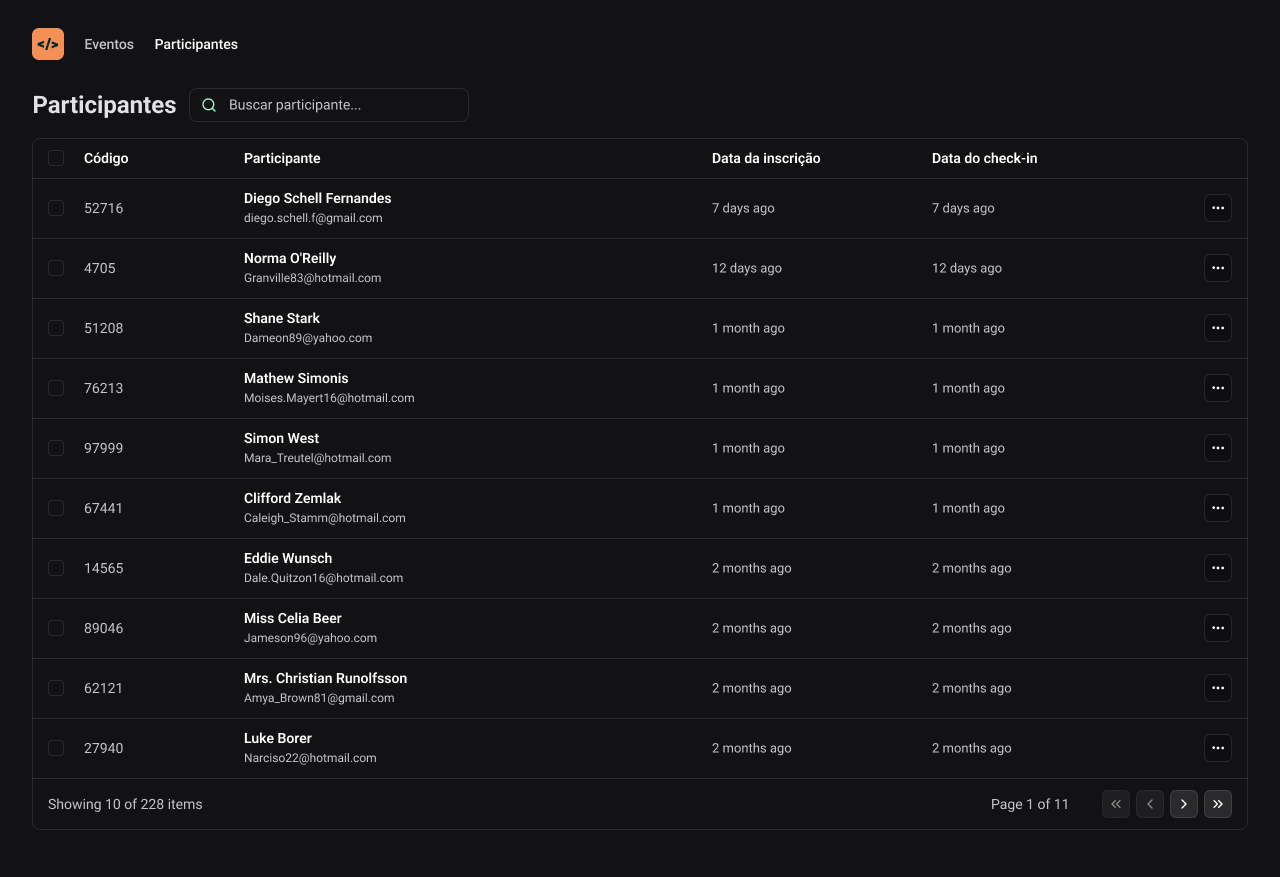 </> Eventos Participantes
Participantes Buscar participante...
Código Participante Data da inscrição Data do check-in
52716 Diego Schell Fernandes 7 days ago 7 days ago
diego.schell.f@gmail.com
4705 Norma O'Reilly 12 days ago 12 days ago
Granville83@hotmail.com
51208 Shane Stark 1 month ago 1 month ago
Dameon89@yahoo.com
76213 Mathew Simonis 1 month ago 1 month ago
Moises.Mayert16@hotmail.com
97999 Simon West 1 month ago 1 month ago
Mara_Treutel@hotmail.com
67441 Clifford Zemlak 1 month ago 1 month ago
Caleigh_Stamm@hotmail.com
14565 Eddie Wunsch 2 months ago 2 months ago
Dale.Quitzon16@hotmail.com
89046 Miss Celia Beer 2 months ago 2 months ago
Jameson96@yahoo.com
62121 Mrs. Christian Runolfsson 2 months ago 2 months ago
Amya_Brown81@gmail.com
27940 Luke Borer 2 months ago 2 months ago
Narciso22@hotmail.com
Showing 10 of 228 items Page 1 of 11